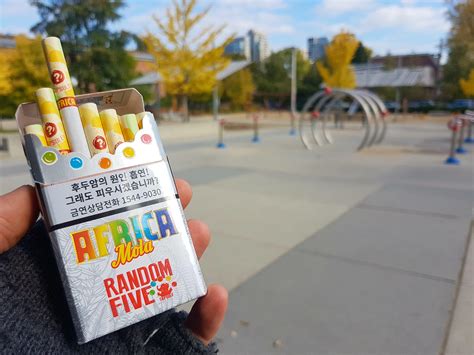 ?
?
AFRICA
?
후두암의 원인 흡연!
그래도 피우시겠습니까?
금연상담전화 1544-9030
AFRICA
Mola
RANDOM
FIVE